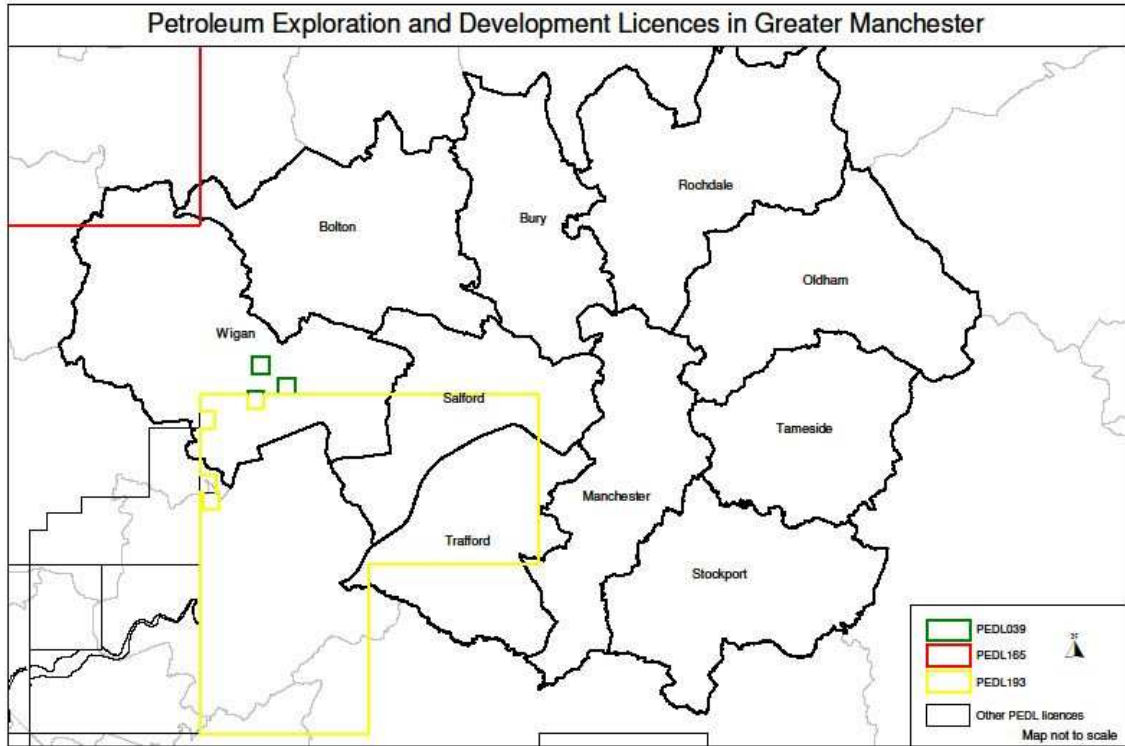 Petroleum Exploration and Development Licences in Greater Manchester
Rochdale
Bury
Bolton
Oldham
Wigan
Salford
Tameside
Manchester
Trafford
Stockport
PEDL039
N
PEDL165
PEDL193
Other PEDL licences
Map not to scale